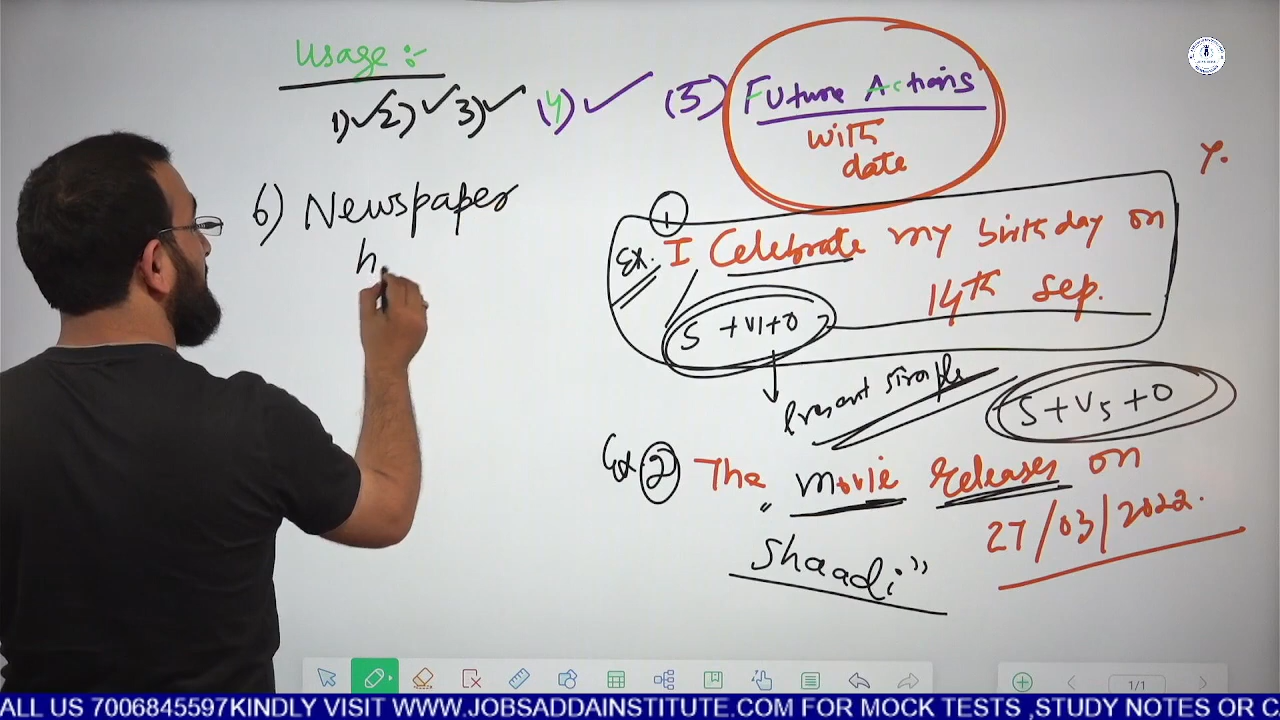 Usage :-
1)✓ 2)✓ 3)✓ (4)✓ (5) Future Actions
with
date
6) Newspaper
h
Y.
①
Ex. I Celebrate my birthday on
14th Sep.
S + V1 + O
Present simple
S + V5 + O
Ex ② The movie releases on
27/03/2022.
"Shaadi"
1/1
ALL US 7006845597KINDLY VISIT WWW.JOBSADDAINSTITUTE.COM FOR MOCK TESTS ,STUDY NOTES OR C